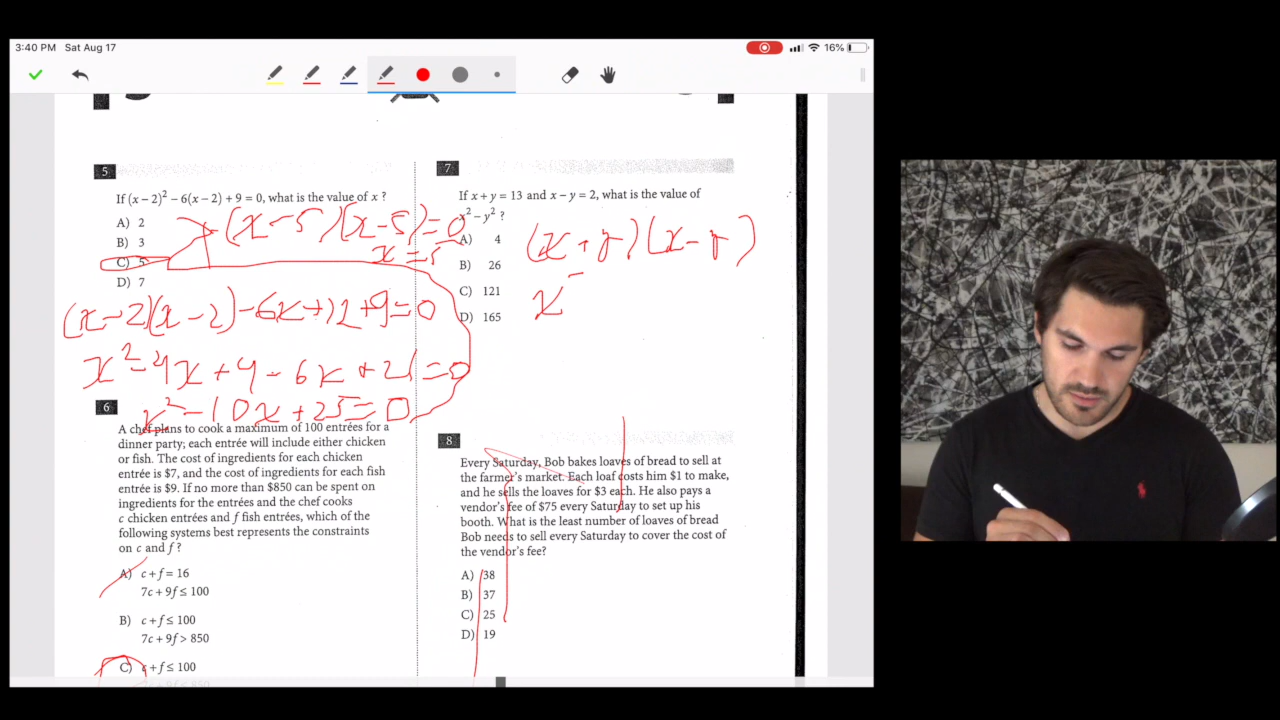 3:40 PM Sat Aug 17
16%
5
If (x − 2)² − 6(x − 2) + 9 = 0, what is the value of x ?
A) 2
B) 3
C) 5
D) 7
(x − 5)(x − 5) = 0
x = 5
(x − 2)(x − 2) − 6x + 12 + 9 = 0
x² − 4x + 4 − 6x + 21 = 0
x² − 10x + 25 = 0
6
A chef plans to cook a maximum of 100 entrées for a
dinner party; each entrée will include either chicken
or fish. The cost of ingredients for each chicken
entrée is $7, and the cost of ingredients for each fish
entrée is $9. If no more than $850 can be spent on
ingredients for the entrées and the chef cooks
c chicken entrées and f fish entrées, which of the
following systems best represents the constraints
on c and f ?
A) c + f = 16
7c + 9f ≤ 100
B) c + f ≤ 100
7c + 9f > 850
C) c + f ≤ 100
7
If x + y = 13 and x − y = 2, what is the value of
x² − y² ?
A) 4
B) 26
C) 121
D) 165
(x + y)(x − y)
x
8
Every Saturday, Bob bakes loaves of bread to sell at
the farmer's market. Each loaf costs him $1 to make,
and he sells the loaves for $3 each. He also pays a
vendor's fee of $75 every Saturday to set up his
booth. What is the least number of loaves of bread
Bob needs to sell every Saturday to cover the cost of
the vendor's fee?
A) 38
B) 37
C) 25
D) 19